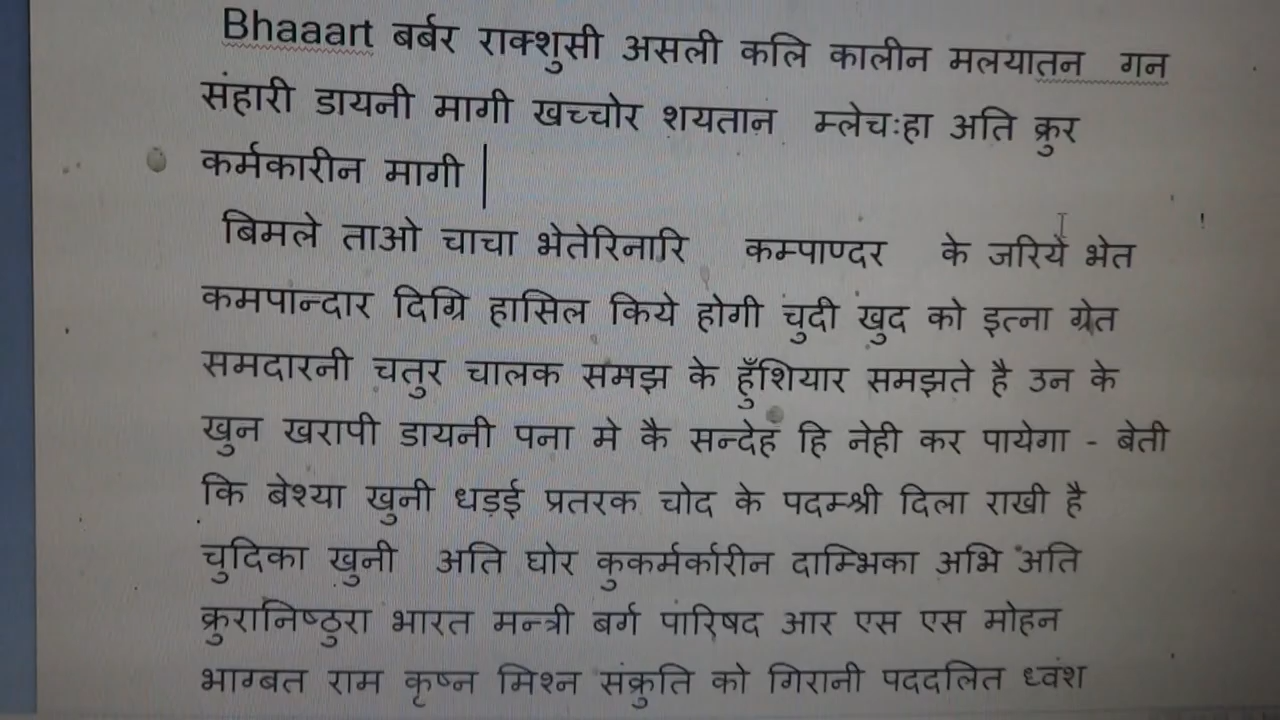 Bhaaart बर्बर राक्शुसी असली कलि कालीन मलयातन गन
संहारी डायनी मागी खच्चोर शयतान म्लेचःहा अति क्रुर
कर्मकारीन मागी |
बिमले ताओ चाचा भेतेरिनारि कम्पाण्दर के जरिये भेत
कमपान्दार दिग्रि हासिल किये होगी चुदी खुद को इत्ना ग्रेत
समदारनी चतुर चालक समझ के हुँशियार समझते है उन के
खुन खरापी डायनी पना मे कै सन्देह हि नेही कर पायेगा - बेती
कि बेश्या खुनी धड़ई प्रतरक चोद के पदम्श्री दिला राखी है
चुदिका खुनी अति घोर कुकर्मकारीन दाम्भिका अभि अति
क्रुरानिष्ठुरा भारत मन्त्री बर्ग पारिषद आर एस एस मोहन
भाग्बत राम कृष्न मिश्न संक्रुति को गिरानी पददलित ध्वंश